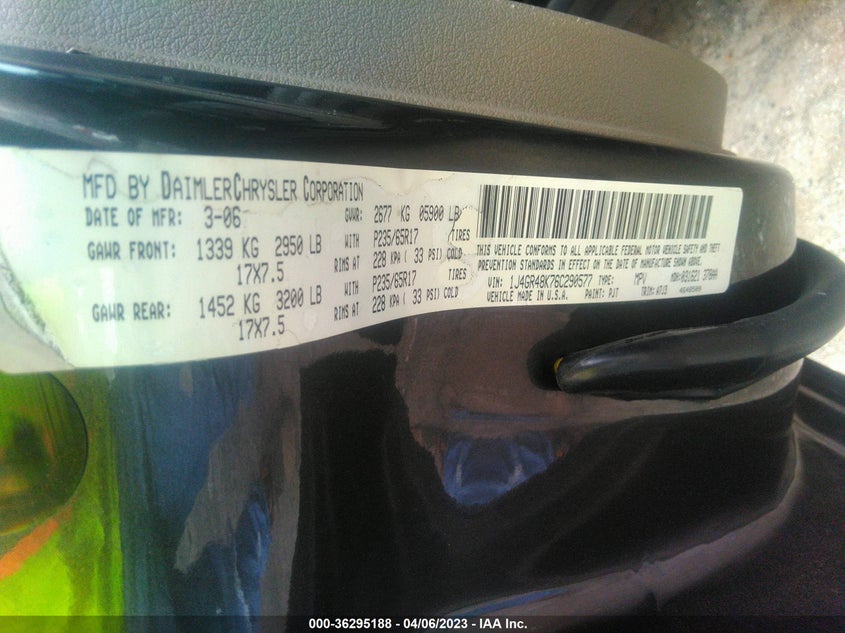 MFD BY DAIMLERCHRYSLER CORPORATION
DATE OF MFR: 3-06 GVWR: 2677 KG 05900 LB
GAWR FRONT: 1339 KG 2950 LB WITH P235/65R17 TIRES
17X7.5 RIMS AT 228 KPA ( 33 PSI) COLD
GAWR REAR: 1452 KG 3200 LB WITH P235/65R17 TIRES
17X7.5 RIMS AT 228 KPA ( 33 PSI) COLD
THIS VEHICLE CONFORMS TO ALL APPLICABLE FEDERAL MOTOR VEHICLE SAFETY AND THEFT
PREVENTION STANDARDS IN EFFECT ON THE DATE OF MANUFACTURE SHOWN ABOVE.
VIN: 1J4GR48K76C290577 TYPE: MPV
VEHICLE MADE IN U.S.A. PAINT: PJT TRIM:
000-36295188 - 04/06/2023 - IAA Inc.